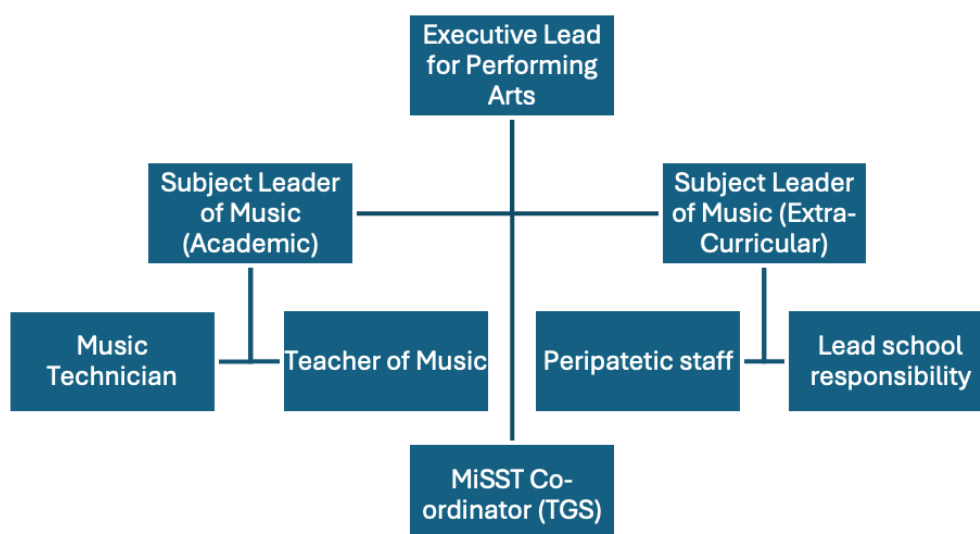 Executive Lead
for Performing
Arts
Subject Leader
of Music
(Academic)
Subject Leader
of Music (Extra-
Curricular)
Music
Technician
Teacher of Music
Peripatetic staff
Lead school
responsibility
MiSST Co-
ordinator (TGS)